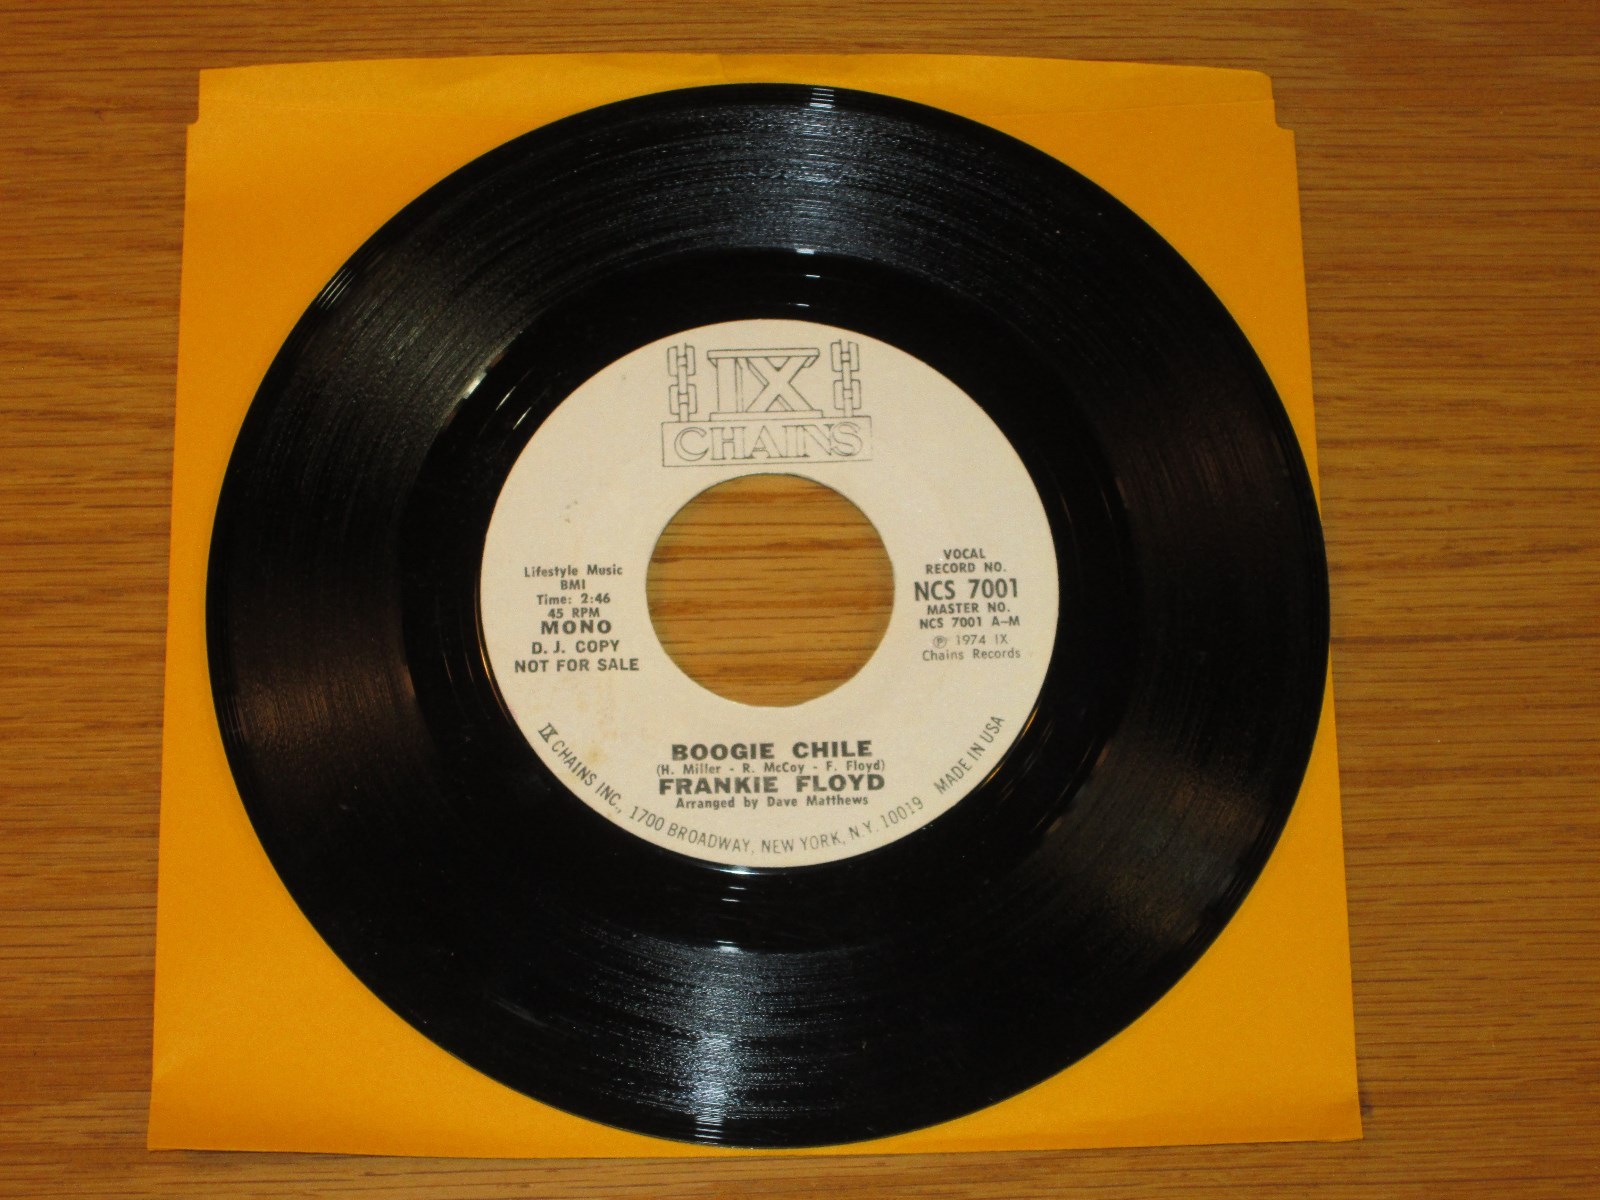 IX
CHAINS
Lifestyle Music
BMI
Time: 2:46
45 RPM
MONO
D. J. COPY
NOT FOR SALE
VOCAL
RECORD NO.
NCS 7001
MASTER NO.
NCS 7001 A-M
Ⓟ 1974 IX
Chains Records
BOOGIE CHILE
(H. Miller - R. McCoy - F. Floyd)
FRANKIE FLOYD
Arranged by Dave Matthews
IX CHAINS INC., 1700 BROADWAY, NEW YORK, N.Y. 10019 MADE IN USA